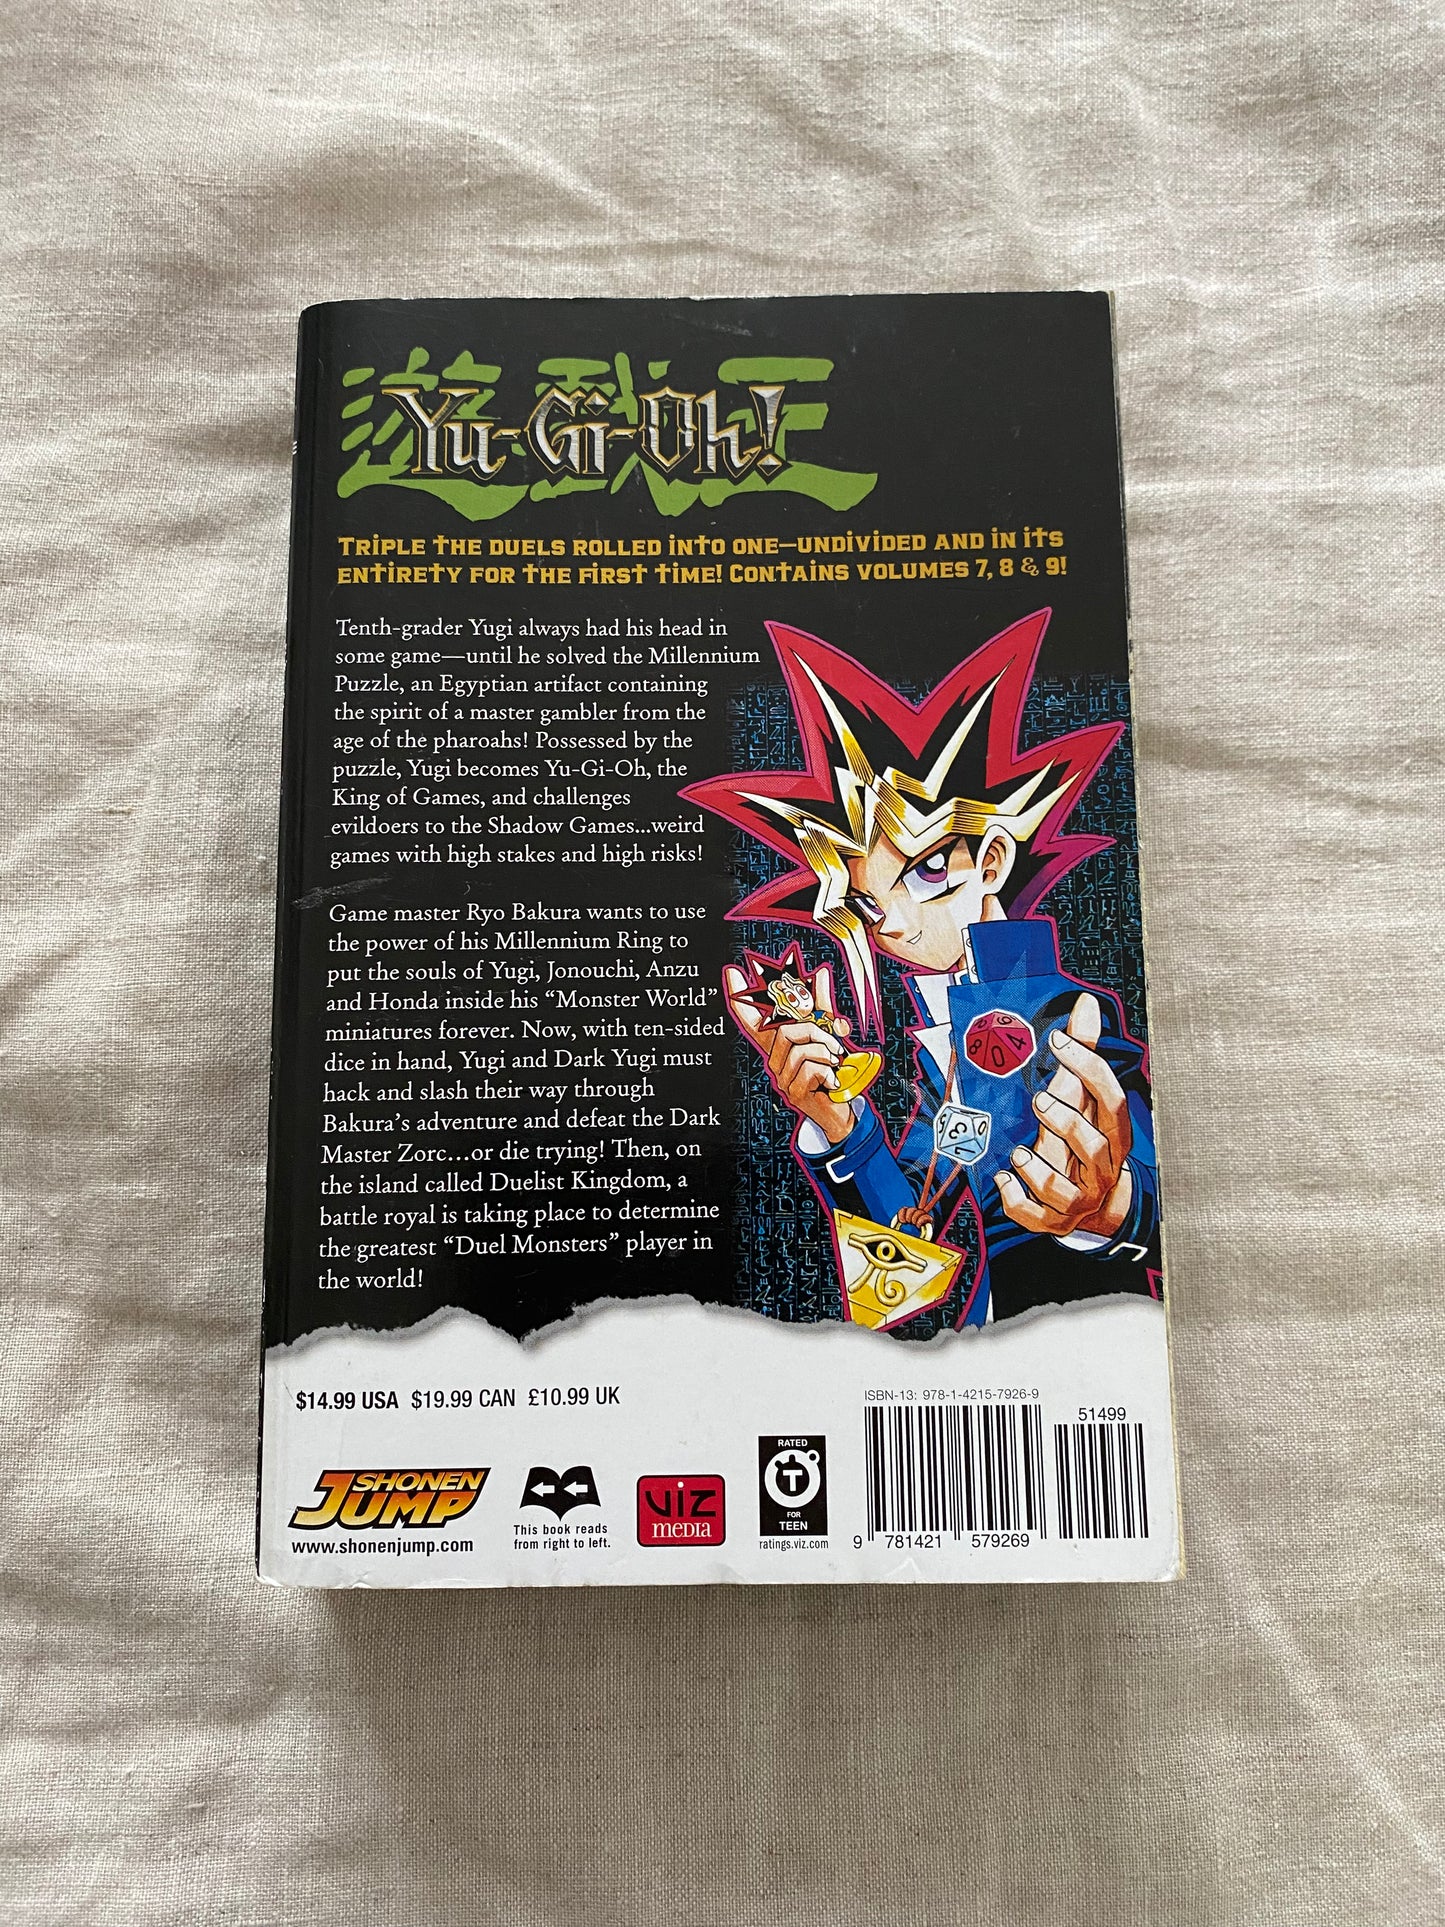 遊戯王
Yu-Gi-Oh!
TRIPLE THE DUELS ROLLED INTO ONE—UNDIVIDED AND IN ITS
ENTIRETY FOR THE FIRST TIME! CONTAINS VOLUMES 7, 8 & 9!
Tenth-grader Yugi always had his head in
some game—until he solved the Millennium
Puzzle, an Egyptian artifact containing
the spirit of a master gambler from the
age of the pharoahs! Possessed by the
puzzle, Yugi becomes Yu-Gi-Oh, the
King of Games, and challenges
evildoers to the Shadow Games...weird
games with high stakes and high risks!
Game master Ryo Bakura wants to use
the power of his Millennium Ring to
put the souls of Yugi, Jonouchi, Anzu
and Honda inside his “Monster World”
miniatures forever. Now, with ten-sided
dice in hand, Yugi and Dark Yugi must
hack and slash their way through
Bakura’s adventure and defeat the Dark
Master Zorc...or die trying! Then, on
the island called Duelist Kingdom, a
battle royal is taking place to determine
the greatest “Duel Monsters” player in
the world!
$14.99 USA $19.99 CAN £10.99 UK
SHONEN
JUMP
www.shonenjump.com
This book reads
from right to left.
VIZ
MEDIA
RATED
T
FOR
TEEN
ratings.viz.com
ISBN-13: 978-1-4215-7926-9
51499
9 781421 579269